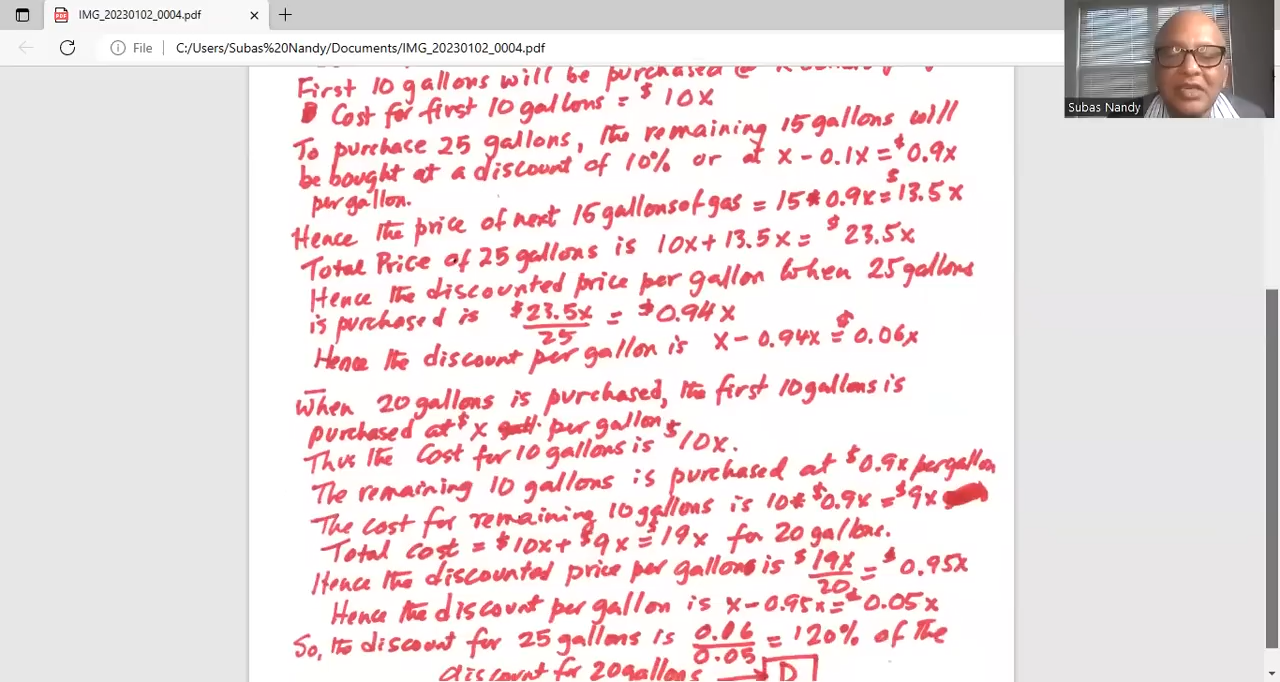 IMG_20230102_0004.pdf
File
C:/Users/Subas%20Nandy/Documents/IMG_20230102_0004.pdf
Subas Nandy
First 10 gallons will be purchased @
Cost for first 10 gallons = $ 10X
To purchase 25 gallons, the remaining 15 gallons will
be bought at a discount of 10% or at X - 0.1X = $0.9X
per gallon.
Hence the price of next 15 gallons of gas = 15 * 0.9X = $13.5X
Total Price of 25 gallons is 10X + 13.5X = $23.5X
Hence the discounted price per gallon when 25 gallons
is purchased is $23.5X/25 = $0.94X
Hence the discount per gallon is X - 0.94X = $0.06X
When 20 gallons is purchased, the first 10 gallons is
purchased at $X per gallon
Thus the Cost for 10 gallons is $10X.
The remaining 10 gallons is purchased at $0.9X per gallon
The cost for remaining 10 gallons is 10 * $0.9X = $9X
Total cost = $10X + $9X = $19X for 20 gallons.
Hence the discounted price per gallon is $19X/20 = $0.95X
Hence the discount per gallon is X - 0.95X = $0.05X
So, the discount for 25 gallons is 0.06/0.05 = 120% of the
discount for 20 gallons → D